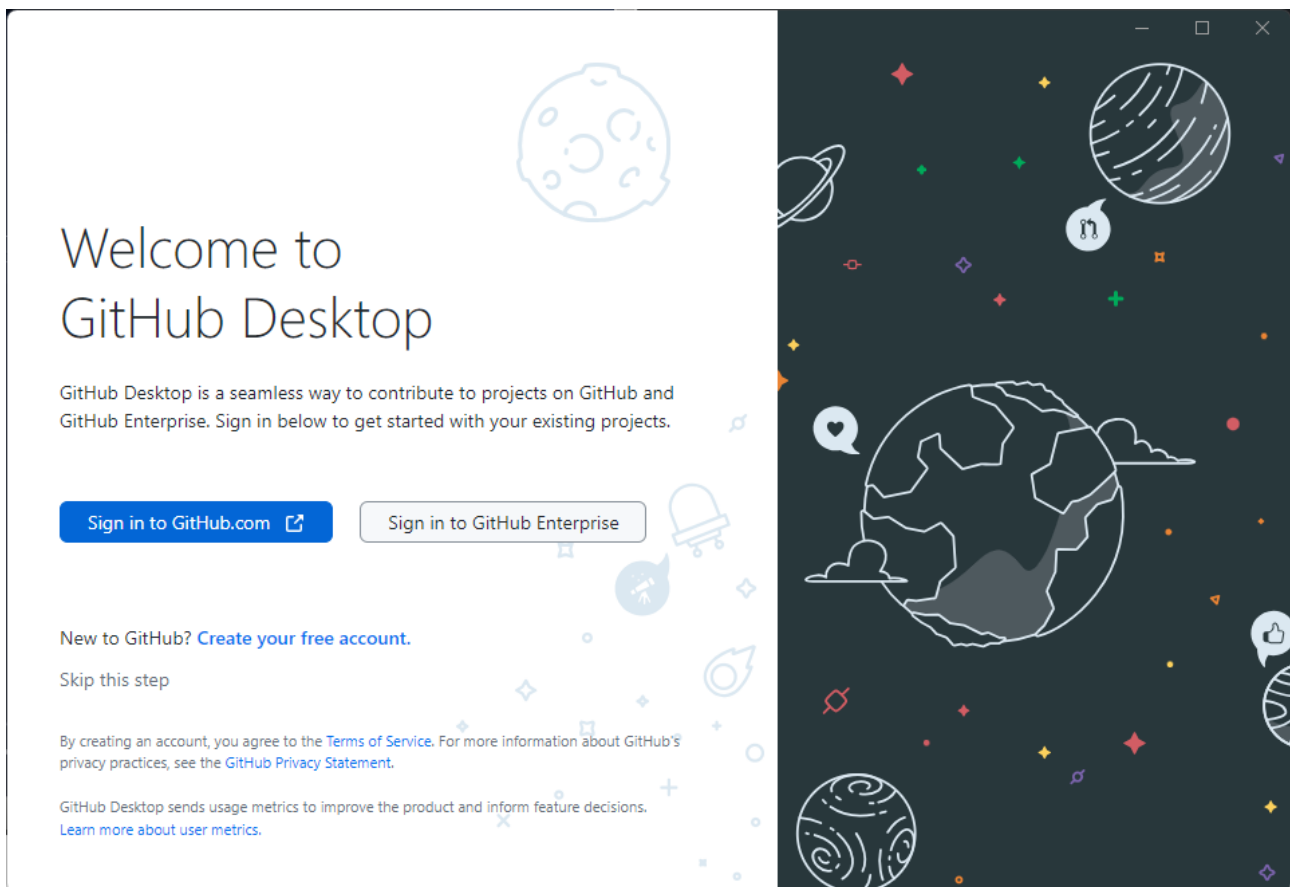 Welcome to
GitHub Desktop
GitHub Desktop is a seamless way to contribute to projects on GitHub and
GitHub Enterprise. Sign in below to get started with your existing projects.
Sign in to GitHub.com
Sign in to GitHub Enterprise
New to GitHub? Create your free account.
Skip this step
By creating an account, you agree to the Terms of Service. For more information about GitHub's
privacy practices, see the GitHub Privacy Statement.
GitHub Desktop sends usage metrics to improve the product and inform feature decisions.
Learn more about user metrics.